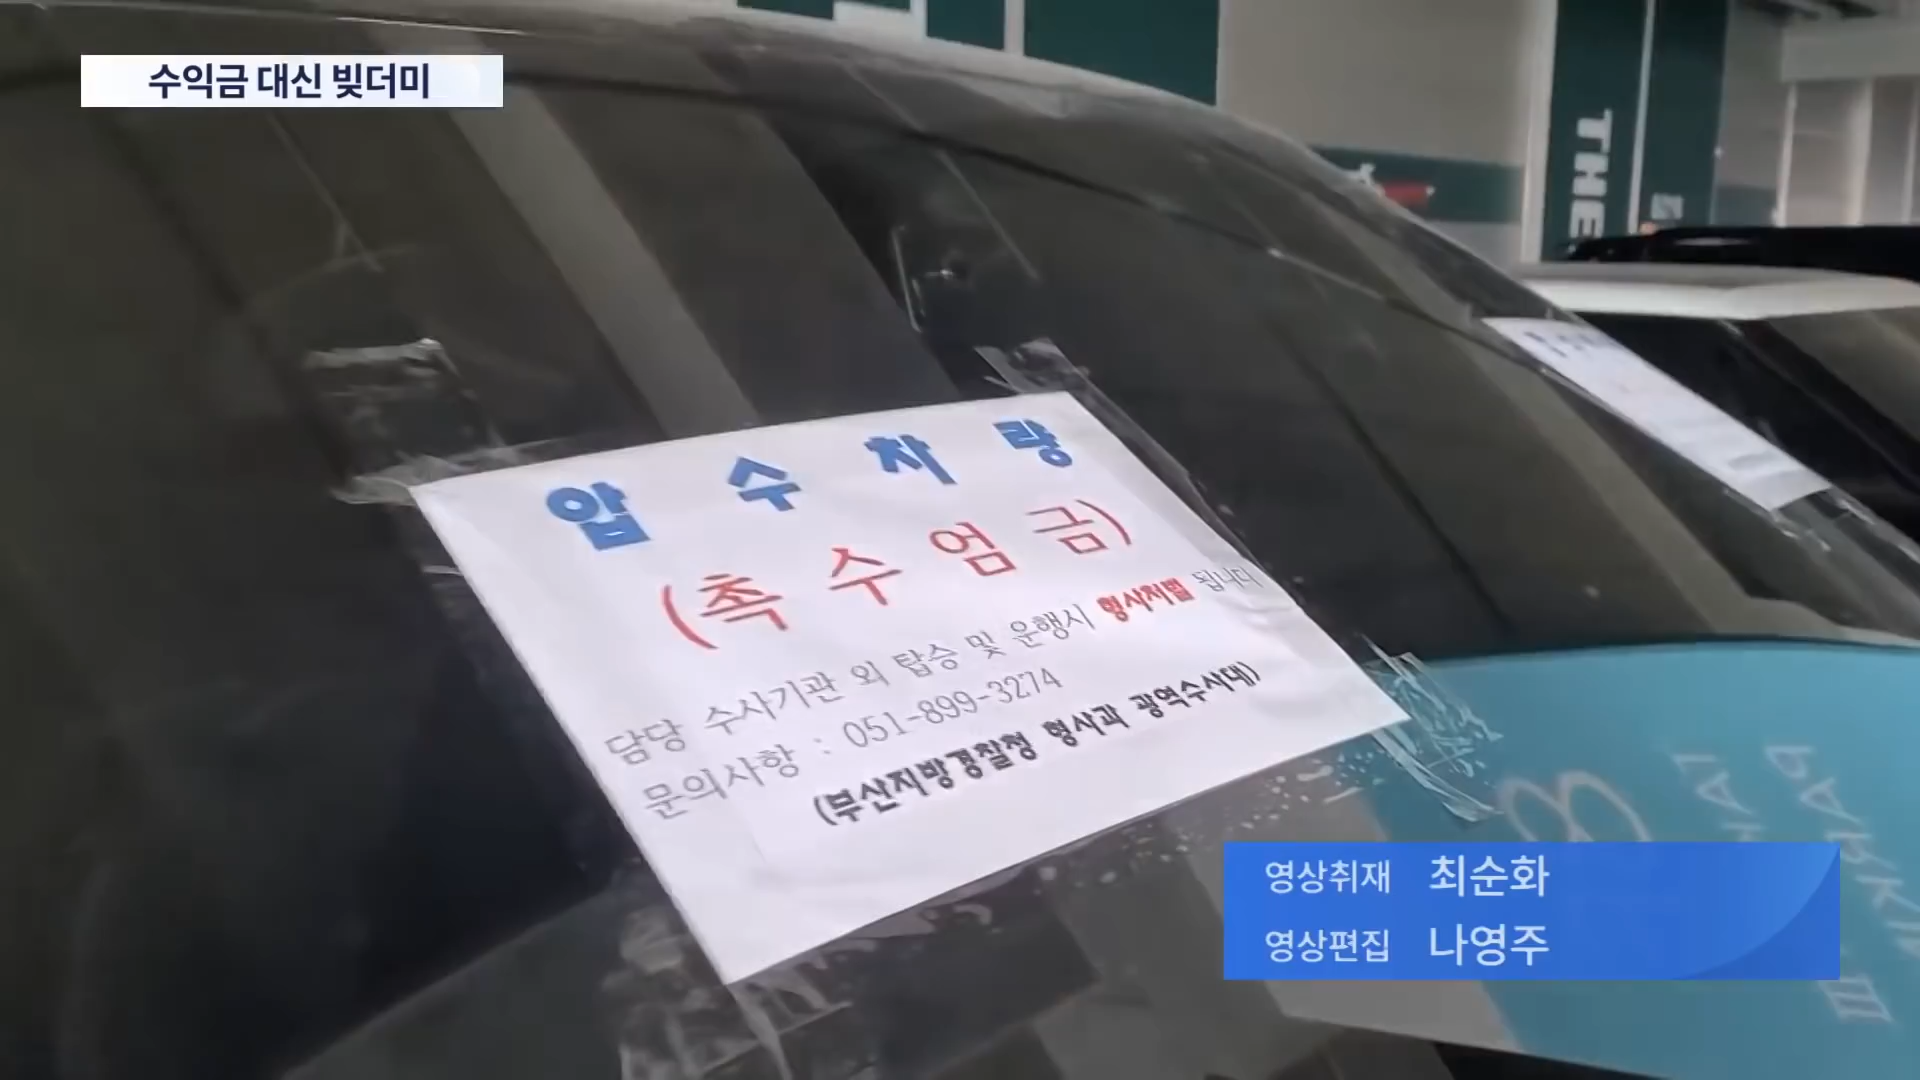 수익금 대신 빚더미
THE
압 수 차 량
(촉 수 엄 금)
담당 수사기관 외 탑승 및 운행시 형사처벌 됩니다
문의사항 : 051-899-3274
(부산지방경찰청 형사과 광역수사대)
영상취재 최순화
영상편집 나영주